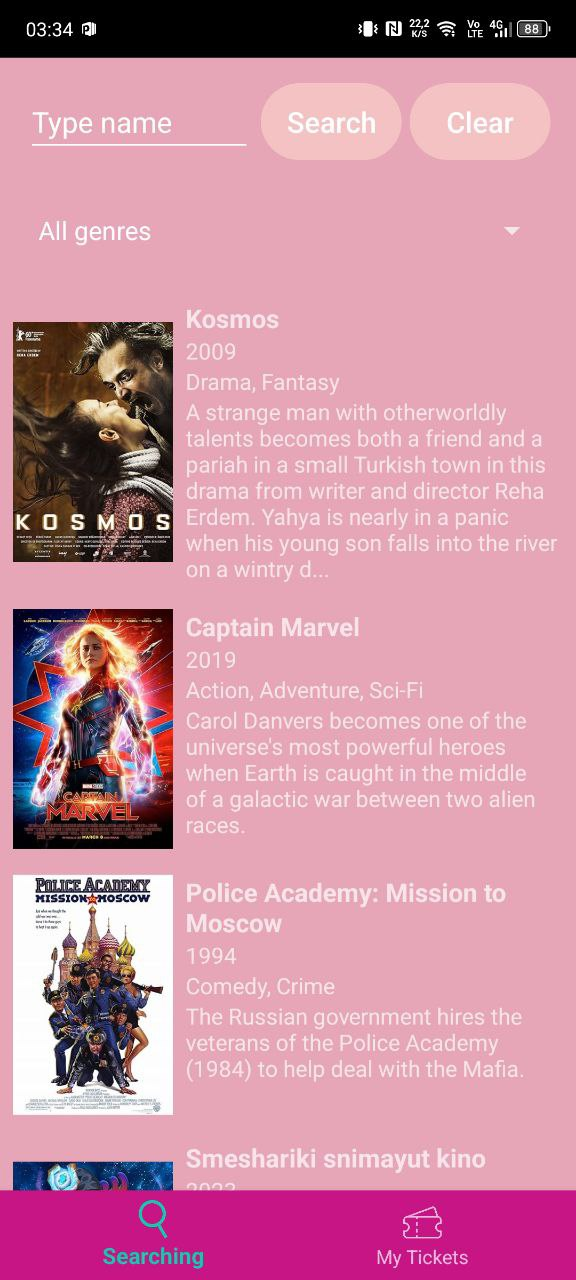 03:34
22,2
K/S
Vo
LTE
4G
88
Type name
Search
Clear
All genres
Kosmos
2009
Drama, Fantasy
A strange man with otherworldly
talents becomes both a friend and a
pariah in a small Turkish town in this
drama from writer and director Reha
Erdem. Yahya is nearly in a panic
when his young son falls into the river
on a wintry d...
KOSMOS
Captain Marvel
2019
Action, Adventure, Sci-Fi
Carol Danvers becomes one of the
universe's most powerful heroes
when Earth is caught in the middle
of a galactic war between two alien
races.
CAPTAIN
MARVEL
POLICE ACADEMY
MISSION TO MOSCOW
Police Academy: Mission to
Moscow
1994
Comedy, Crime
The Russian government hires the
veterans of the Police Academy
(1984) to help deal with the Mafia.
Smeshariki snimayut kino
2023
Searching
My Tickets